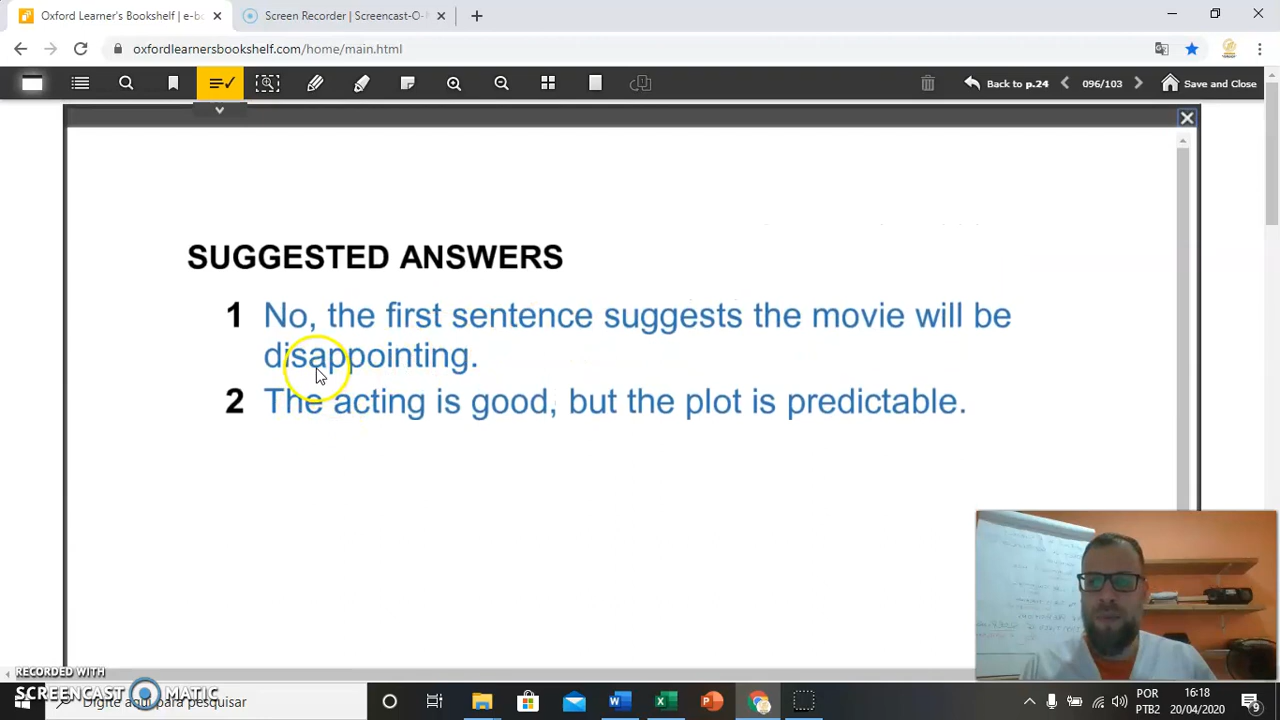 Oxford Learner's Bookshelf | e-bo
Screen Recorder | Screencast-O-M
oxfordlearnersbookshelf.com/home/main.html
Back to p.24
096/103
Save and Close
SUGGESTED ANSWERS
1 No, the first sentence suggests the movie will be
disappointing.
2 The acting is good, but the plot is predictable.
RECORDED WITH
SCREENCAST MATIC
Digite aqui para pesquisar
POR
PTB2
16:18
20/04/2020
9